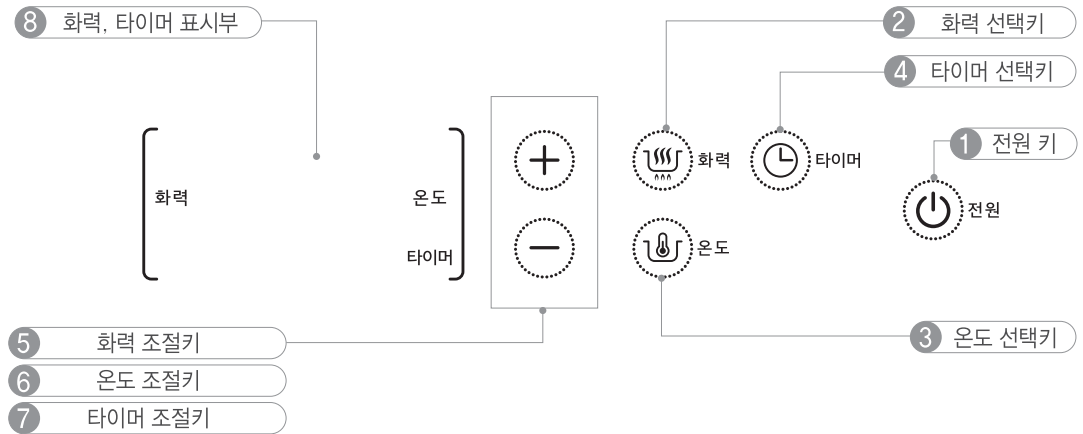 8 화력, 타이머 표시부
2 화력 선택키
4 타이머 선택키
1 전원 키
화력
타이머
화력
온도
전원
타이머
온도
5 화력 조절키
3 온도 선택키
6 온도 조절키
7 타이머 조절키